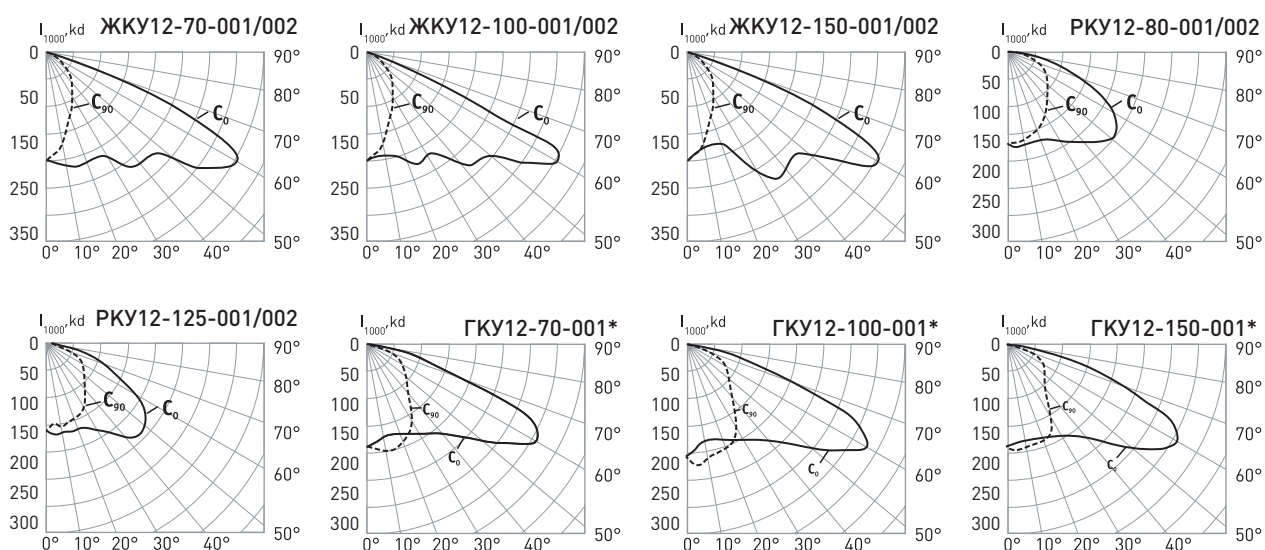 I1000,kd ЖКУ12-70-001/002
0
50
150
250
350
0° 10° 20° 30° 40°
90°
80°
70°
60°
50°
C90
C0
I1000,kd ЖКУ12-100-001/002
0
50
150
250
350
0° 10° 20° 30° 40°
90°
80°
70°
60°
50°
C90
C0
I1000,kd ЖКУ12-150-001/002
0
50
150
250
350
0° 10° 20° 30° 40°
90°
80°
70°
60°
50°
C90
C0
I1000,kd РКУ12-80-001/002
0
50
100
150
200
250
300
0° 10° 20° 30° 40°
90°
80°
70°
60°
50°
C90
C0
I1000,kd РКУ12-125-001/002
0
50
100
150
200
250
300
0° 10° 20° 30° 40°
90°
80°
70°
60°
50°
C90
C0
I1000,kd ГКУ12-70-001*
0
50
100
150
200
250
300
0° 10° 20° 30° 40°
90°
80°
70°
60°
50°
C90
C0
I1000,kd ГКУ12-100-001*
0
50
100
150
200
250
300
0° 10° 20° 30° 40°
90°
80°
70°
60°
50°
C90
C0
I1000,kd ГКУ12-150-001*
0
50
100
150
200
250
300
0° 10° 20° 30° 40°
90°
80°
70°
60°
50°
C90
C0